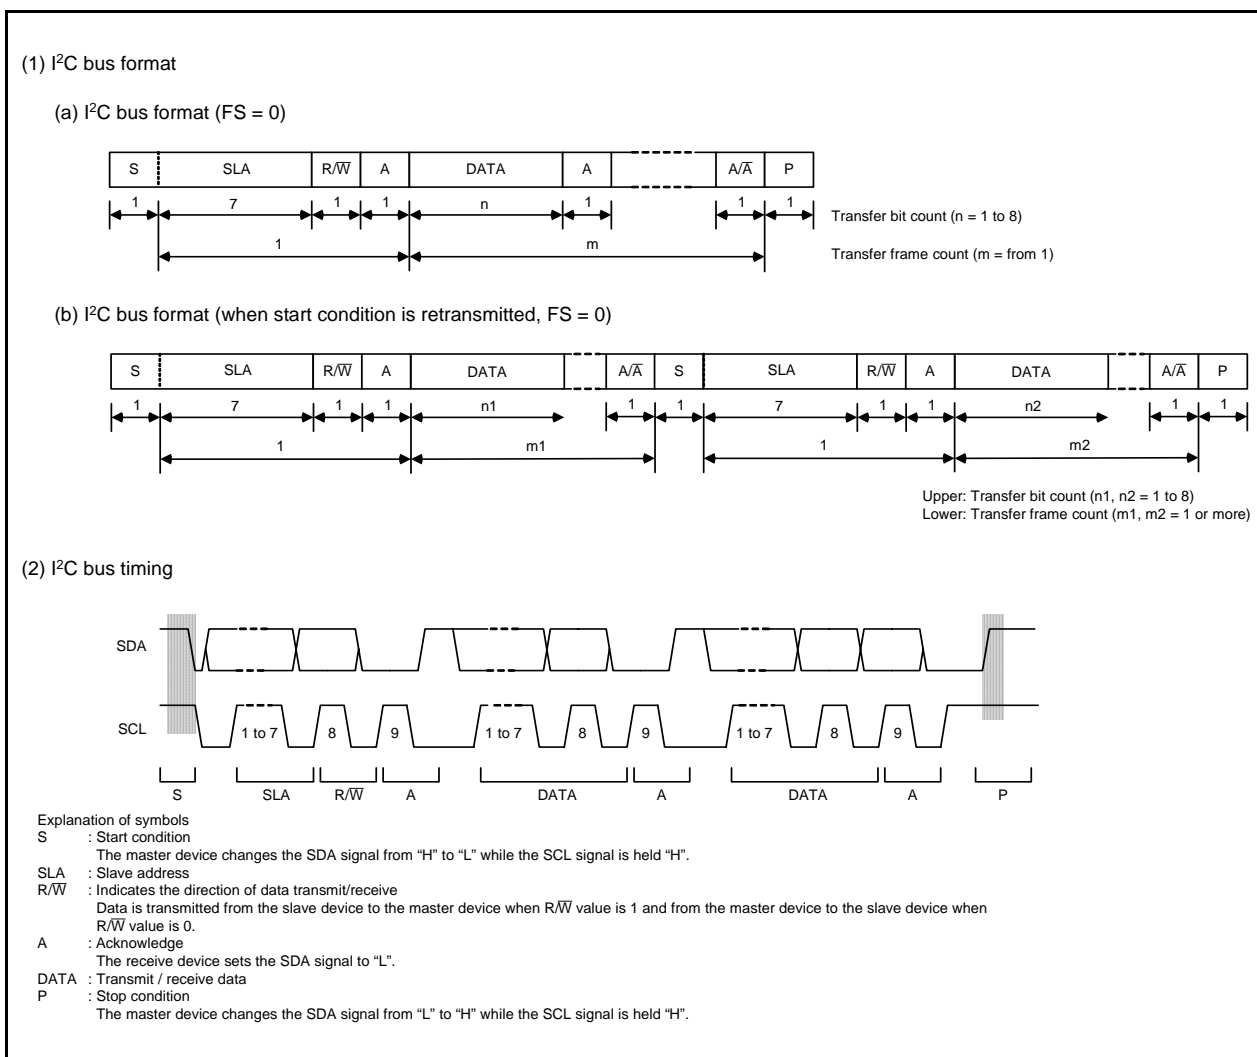 (1) I²C bus format
(a) I²C bus format (FS = 0)
S SLA R/W̅ A DATA A A/A̅ P
1 7 1 1 n 1 1 1
Transfer bit count (n = 1 to 8)
1 m
Transfer frame count (m = from 1)
(b) I²C bus format (when start condition is retransmitted, FS = 0)
S SLA R/W̅ A DATA A/A̅ S SLA R/W̅ A DATA A/A̅ P
1 7 1 1 n1 1 1 7 1 1 n2 1 1
1 m1 1 m2
Upper: Transfer bit count (n1, n2 = 1 to 8)
Lower: Transfer frame count (m1, m2 = 1 or more)
(2) I²C bus timing
SDA
SCL 1 to 7 8 9 1 to 7 8 9 1 to 7 8 9
S SLA R/W̅ A DATA A DATA A P
Explanation of symbols
S : Start condition
The master device changes the SDA signal from “H” to “L” while the SCL signal is held “H”.
SLA : Slave address
R/W̅ : Indicates the direction of data transmit/receive
Data is transmitted from the slave device to the master device when R/W̅ value is 1 and from the master device to the slave device when
R/W̅ value is 0.
A : Acknowledge
The receive device sets the SDA signal to “L”.
DATA : Transmit / receive data
P : Stop condition
The master device changes the SDA signal from “L” to “H” while the SCL signal is held “H”.